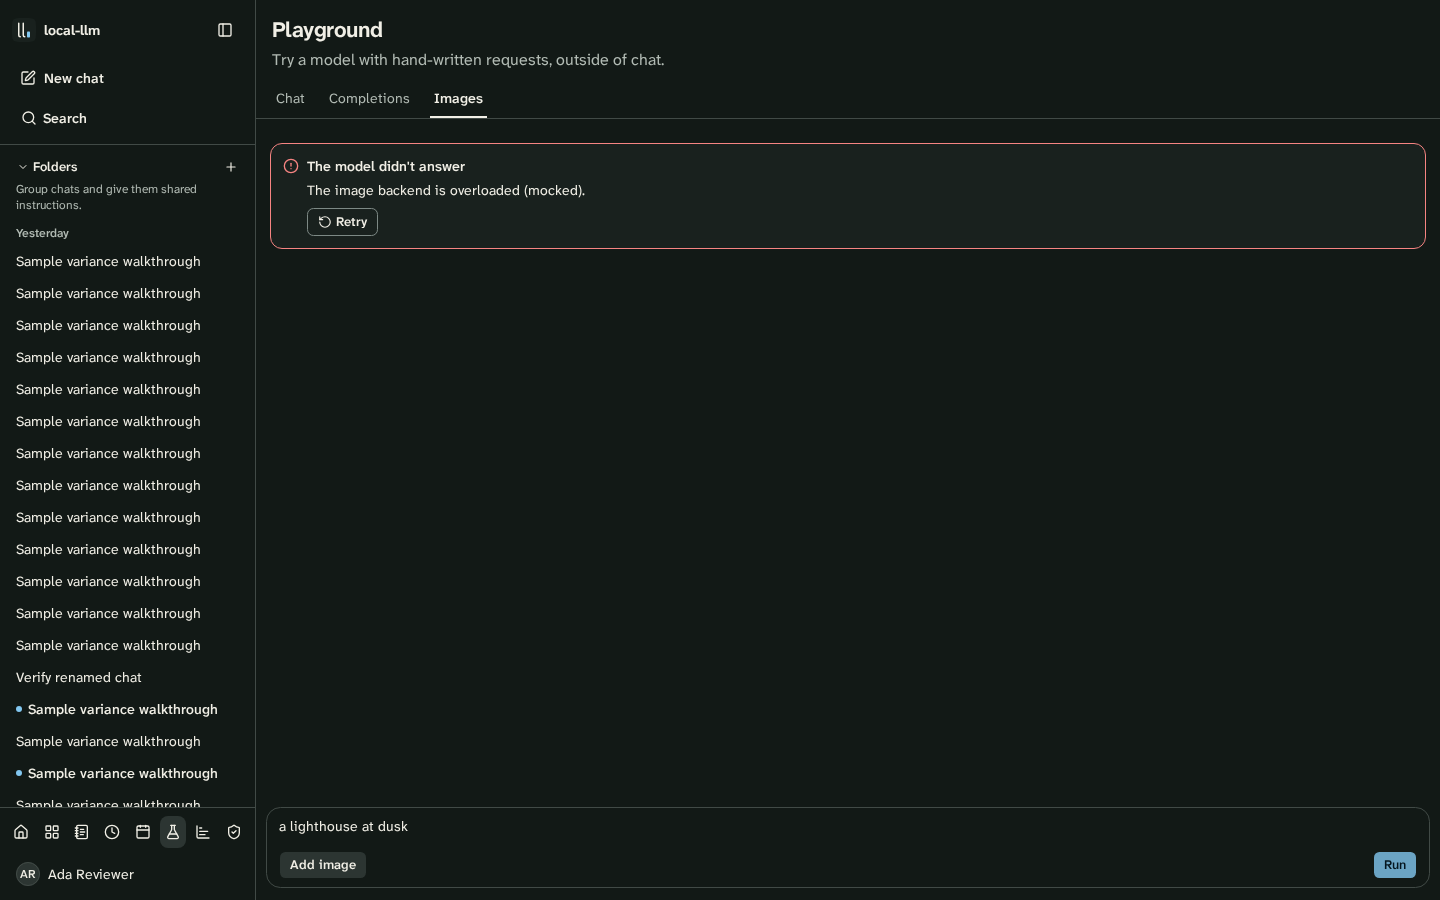 local-llm
New chat
Search
Folders
Group chats and give them shared
instructions.
Yesterday
Sample variance walkthrough
Sample variance walkthrough
Sample variance walkthrough
Sample variance walkthrough
Sample variance walkthrough
Sample variance walkthrough
Sample variance walkthrough
Sample variance walkthrough
Sample variance walkthrough
Sample variance walkthrough
Sample variance walkthrough
Sample variance walkthrough
Sample variance walkthrough
Verify renamed chat
Sample variance walkthrough
Sample variance walkthrough
Sample variance walkthrough
Sample variance walkthrough
AR Ada Reviewer
Playground
Try a model with hand-written requests, outside of chat.
Chat Completions Images
The model didn't answer
The image backend is overloaded (mocked).
Retry
a lighthouse at dusk
Add image Run